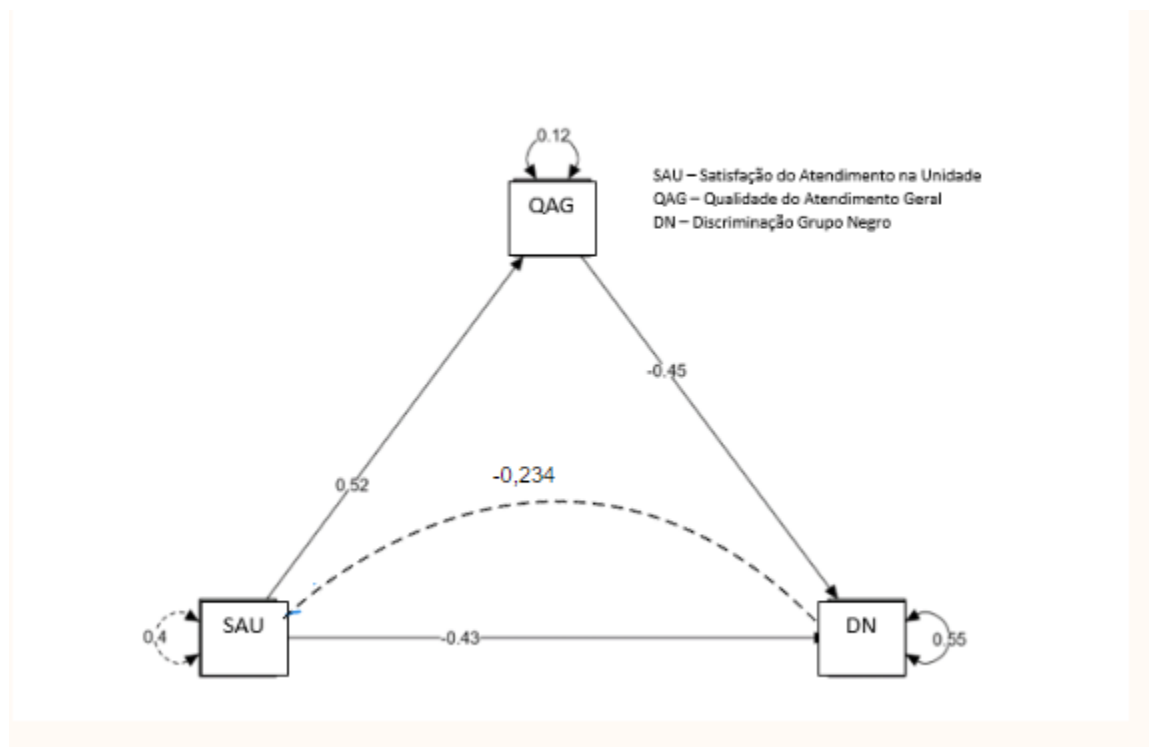 0.12
QAG
SAU – Satisfação do Atendimento na Unidade
QAG – Qualidade do Atendimento Geral
DN – Discriminação Grupo Negro
-0.45
-0,234
0.52
SAU
DN
0,4
-0.43
0.55